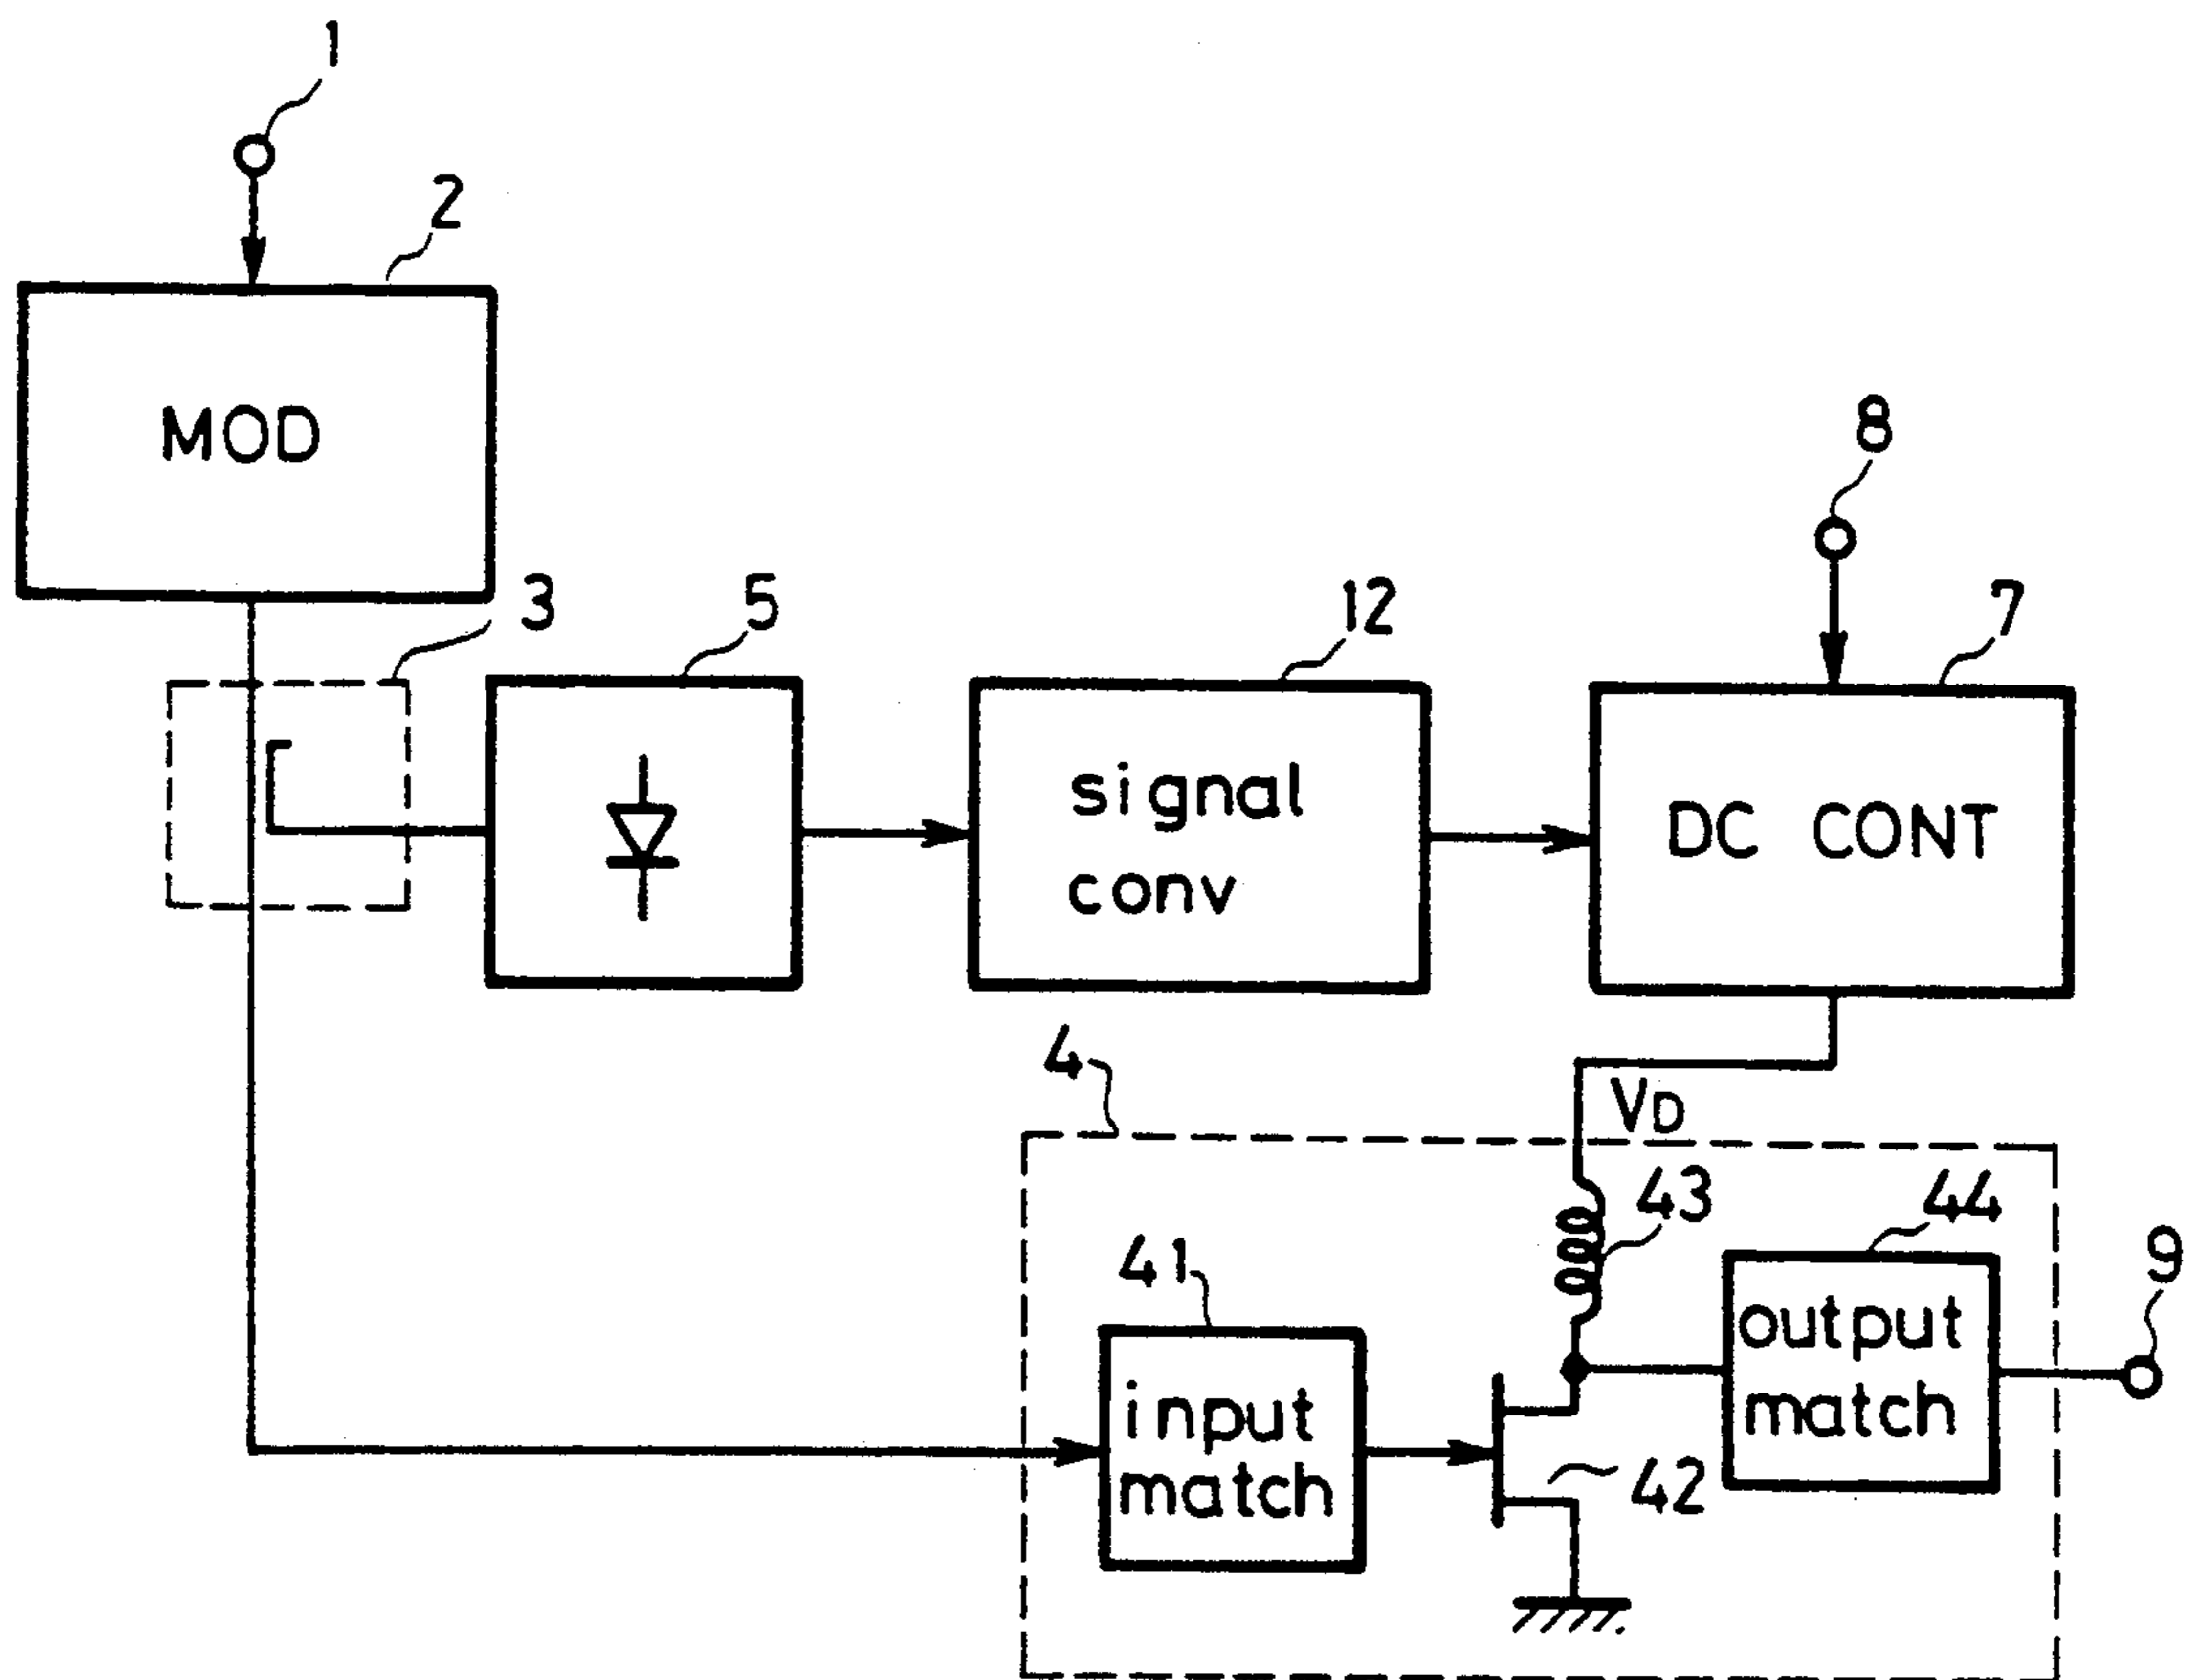 1
2
MOD
3
5
12
8
7
signal
conv
DC CONT
4
VD
43
44
41
9
output
match
input
match
42